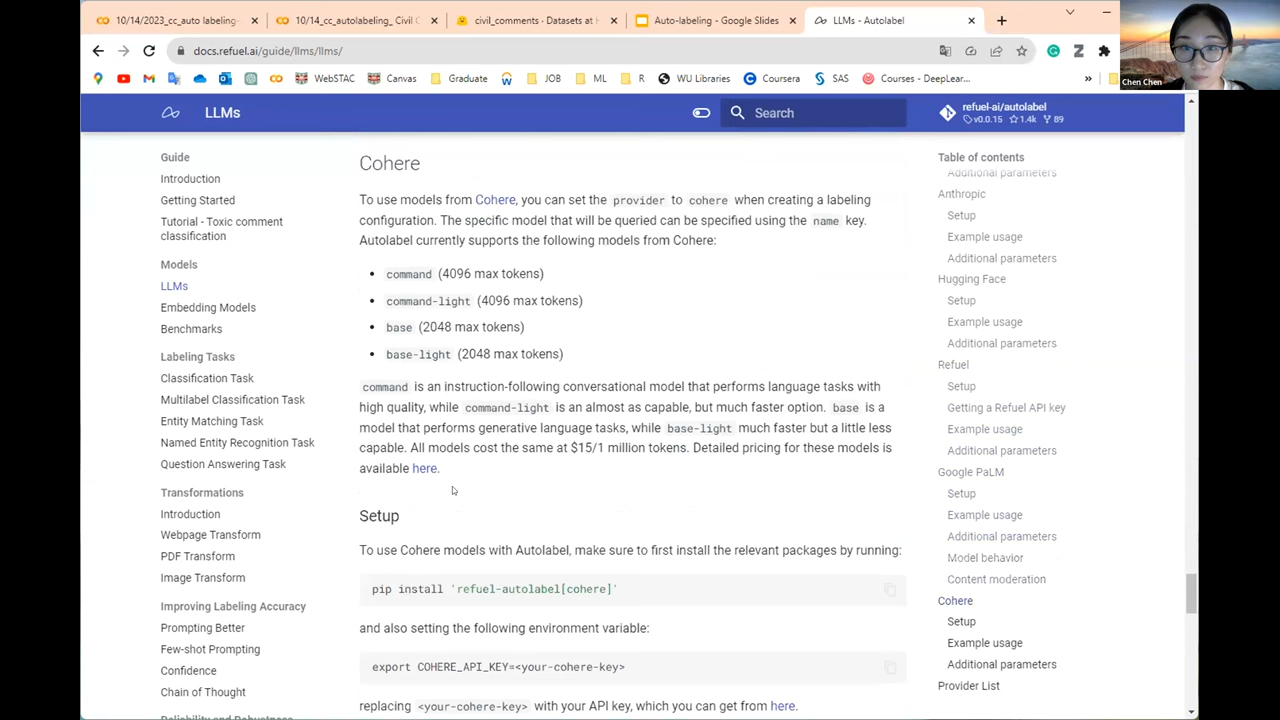 10/14/2023_cc_auto labeling-
10/14_cc_autolabeling_ Civil C
civil_comments · Datasets at H
Auto-labeling - Google Slides
LLMs - Autolabel
docs.refuel.ai/guide/llms/llms/
WebSTAC
Canvas
Graduate
JOB
ML
R
WU Libraries
Coursera
SAS
Courses - DeepLear...
Chen Chen
LLMs
Search
refuel-ai/autolabel
v0.0.15 1.4k 89
Guide
Introduction
Getting Started
Tutorial - Toxic comment
classification
Models
LLMs
Embedding Models
Benchmarks
Labeling Tasks
Classification Task
Multilabel Classification Task
Entity Matching Task
Named Entity Recognition Task
Question Answering Task
Transformations
Introduction
Webpage Transform
PDF Transform
Image Transform
Improving Labeling Accuracy
Prompting Better
Few-shot Prompting
Confidence
Chain of Thought
Reliability and Robustness
Cohere
To use models from Cohere, you can set the provider to cohere when creating a labeling
configuration. The specific model that will be queried can be specified using the name key.
Autolabel currently supports the following models from Cohere:
• command (4096 max tokens)
• command-light (4096 max tokens)
• base (2048 max tokens)
• base-light (2048 max tokens)
command is an instruction-following conversational model that performs language tasks with
high quality, while command-light is an almost as capable, but much faster option. base is a
model that performs generative language tasks, while base-light much faster but a little less
capable. All models cost the same at $15/1 million tokens. Detailed pricing for these models is
available here.
Setup
To use Cohere models with Autolabel, make sure to first install the relevant packages by running:
pip install 'refuel-autolabel[cohere]'
and also setting the following environment variable:
export COHERE_API_KEY=<your-cohere-key>
replacing <your-cohere-key> with your API key, which you can get from here.
Table of contents
Additional parameters
Anthropic
Setup
Example usage
Additional parameters
Hugging Face
Setup
Example usage
Additional parameters
Refuel
Setup
Getting a Refuel API key
Example usage
Additional parameters
Google PaLM
Setup
Example usage
Additional parameters
Model behavior
Content moderation
Cohere
Setup
Example usage
Additional parameters
Provider List